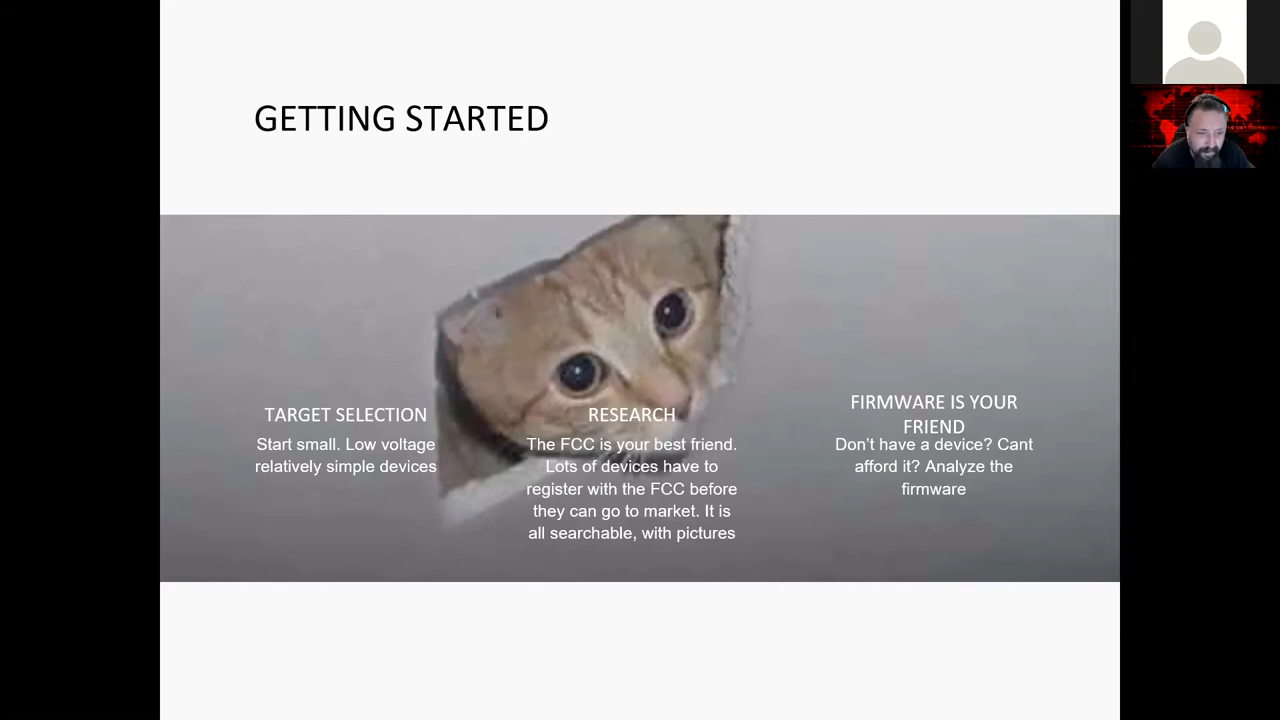 GETTING STARTED
TARGET SELECTION
Start small. Low voltage
relatively simple devices
RESEARCH
The FCC is your best friend.
Lots of devices have to
register with the FCC before
they can go to market. It is
all searchable, with pictures
FIRMWARE IS YOUR
FRIEND
Don’t have a device? Cant
afford it? Analyze the
firmware